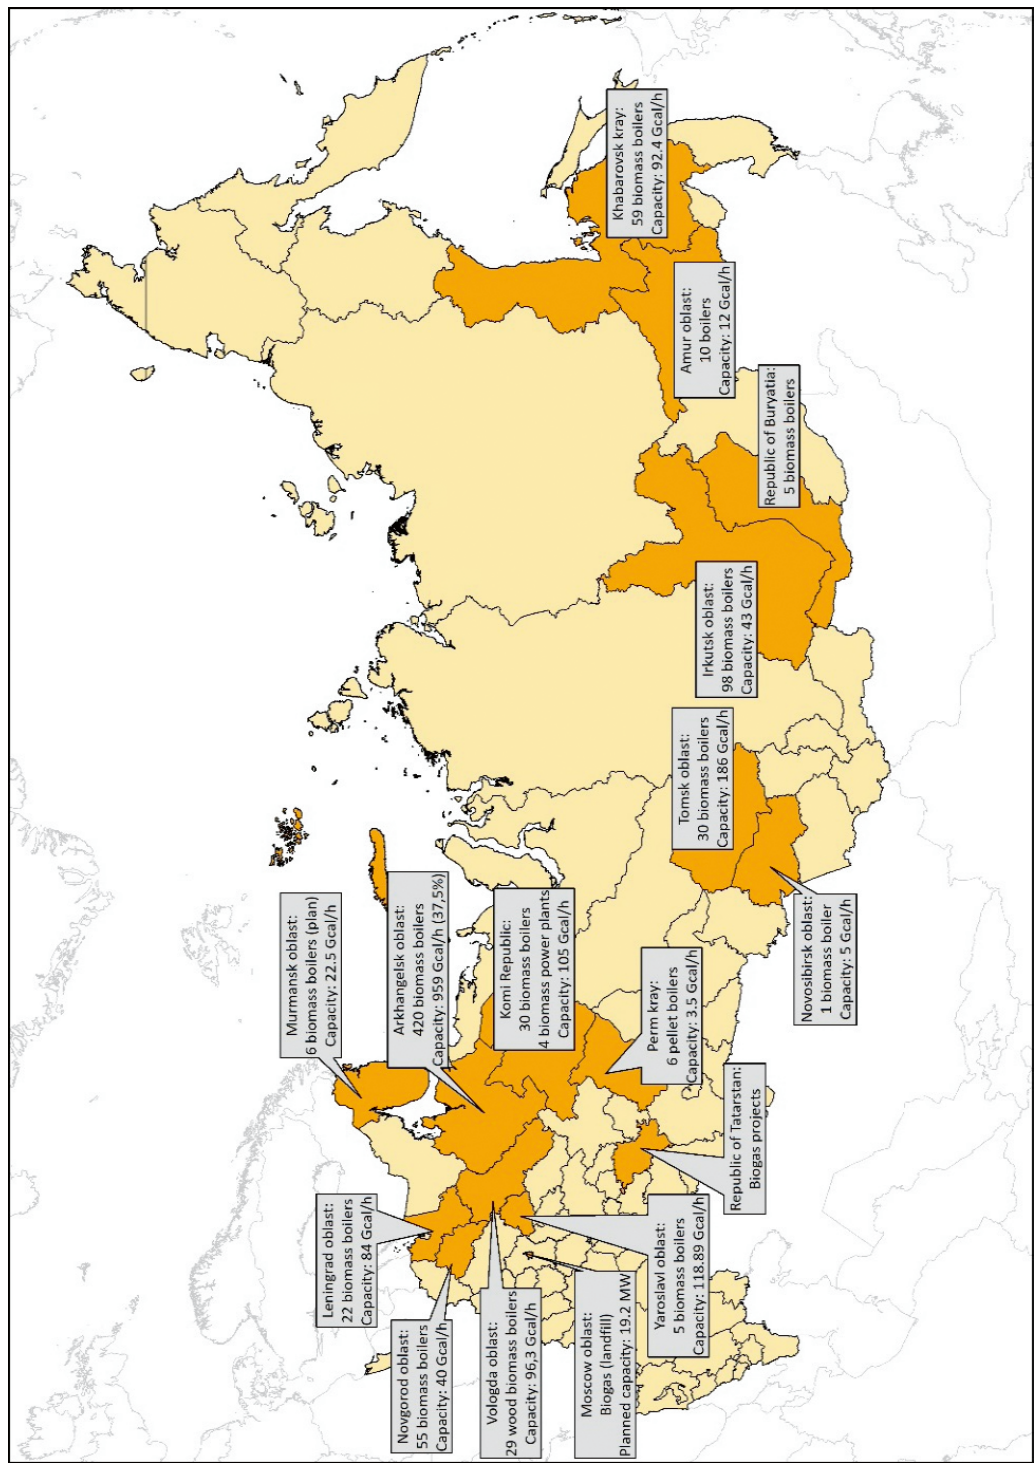 Murmansk oblast:
6 biomass boilers (plan)
Capacity: 22.5 Gcal/h
Arkhangelsk oblast:
420 biomass boilers
Capacity: 959 Gcal/h (37,5%)
Komi Republic:
30 biomass boilers
4 biomass power plants
Capacity: 105 Gcal/h
Perm kray:
6 pellet boilers
Capacity: 3.5 Gcal/h
Leningrad oblast:
22 biomass boilers
Capacity: 84 Gcal/h
Novgorod oblast:
55 biomass boilers
Capacity: 40 Gcal/h
Vologda oblast:
29 wood biomass boilers
Capacity: 96,3 Gcal/h
Moscow oblast:
Biogas (landfill)
Planned capacity: 19.2 MW
Yaroslavl oblast:
5 biomass boilers
Capacity: 118.89 Gcal/h
Republic of Tatarstan:
Biogas projects
Novosibirsk oblast:
1 biomass boiler
Capacity: 5 Gcal/h
Tomsk oblast:
30 biomass boilers
Capacity: 186 Gcal/h
Irkutsk oblast:
98 biomass boilers
Capacity: 43 Gcal/h
Republic of Buryatia:
5 biomass boilers
Amur oblast:
10 boilers
Capacity: 12 Gcal/h
Khabarovsk kray:
59 biomass boilers
Capacity: 92.4 Gcal/h